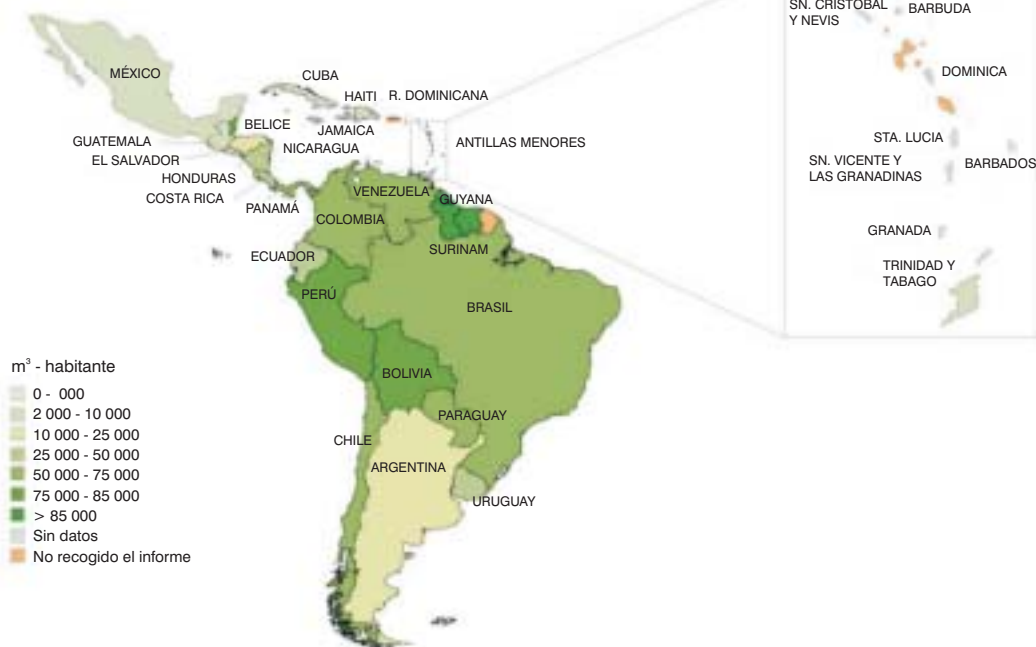 SN. CRISTOBAL
Y NEVIS
BARBUDA
DOMINICA
STA. LUCIA
SN. VICENTE Y
LAS GRANADINAS
BARBADOS
GRANADA
TRINIDAD Y
TABAGO
MÉXICO
CUBA
HAITI
R. DOMINICANA
BELICE
JAMAICA
ANTILLAS MENORES
GUATEMALA
NICARAGUA
EL SALVADOR
HONDURAS
COSTA RICA
PANAMÁ
VENEZUELA
GUYANA
COLOMBIA
SURINAM
ECUADOR
PERÚ
BRASIL
BOLIVIA
PARAGUAY
CHILE
ARGENTINA
URUGUAY
m³ - habitante
0 - 000
2 000 - 10 000
10 000 - 25 000
25 000 - 50 000
50 000 - 75 000
75 000 - 85 000
> 85 000
Sin datos
No recogido el informe